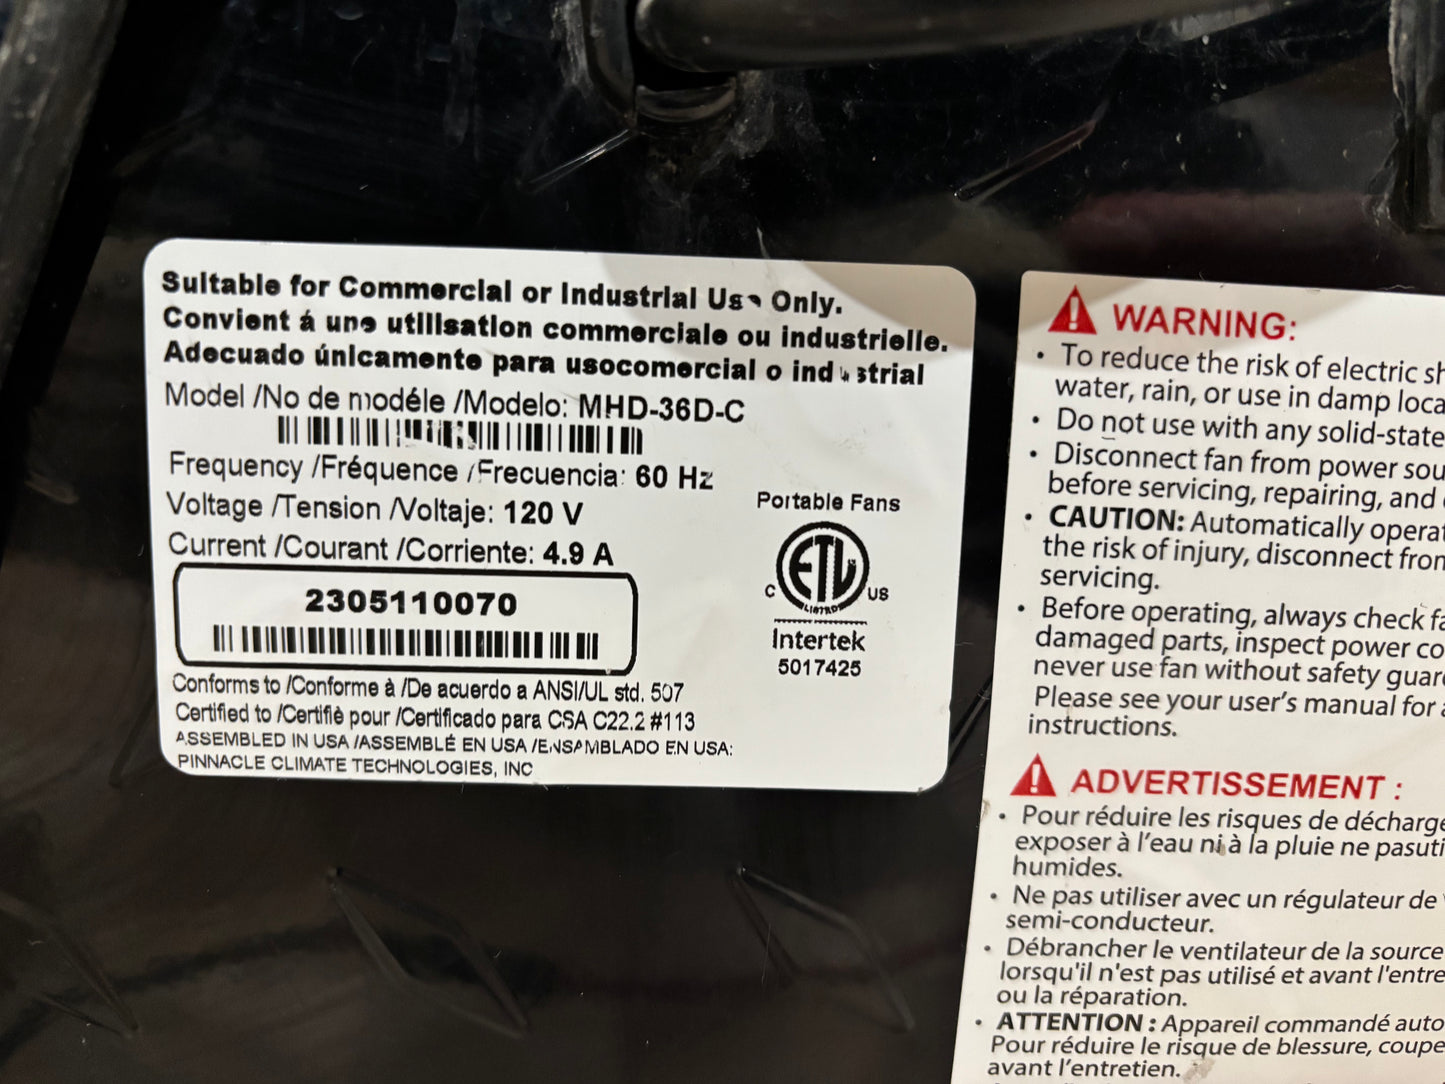 Suitable for Commercial or Industrial Use Only.
Convient á une utilisation commerciale ou industrielle.
Adecuado únicamente para usocomercial o industrial
Model /No de modéle /Modelo: MHD-36D-C
Frequency /Fréquence /Frecuencia: 60 Hz
Voltage /Tension /Voltaje: 120 V
Current /Courant /Corriente: 4.9 A
2305110070
Conforms to /Conforme à /De acuerdo a ANSI/UL std. 507
Certified to /Certifiè pour /Certificado para CSA C22.2 #113
ASSEMBLED IN USA /ASSEMBLÉ EN USA /ENSAMBLADO EN USA:
PINNACLE CLIMATE TECHNOLOGIES, INC
Portable Fans
ETL
C US
LISTED
Intertek
5017425
WARNING:
• To reduce the risk of electric
water, rain, or use in damp
• Do not use with any solid-state
• Disconnect fan from power
before servicing, repairing, and
• CAUTION: Automatically
the risk of injury, disconnect
servicing.
• Before operating, always check
damaged parts, inspect power
never use fan without safety
Please see your user's manual for
instructions.
ADVERTISSEMENT :
• Pour réduire les risques de
exposer à l'eau ni à la pluie ne
humides.
• Ne pas utiliser avec un régulateur de
semi-conducteur.
• Débrancher le ventilateur de la source
lorsqu'il n'est pas utilisé et avant
ou la réparation.
• ATTENTION : Appareil commandé
Pour réduire le risque de blessure,
avant l'entretien.